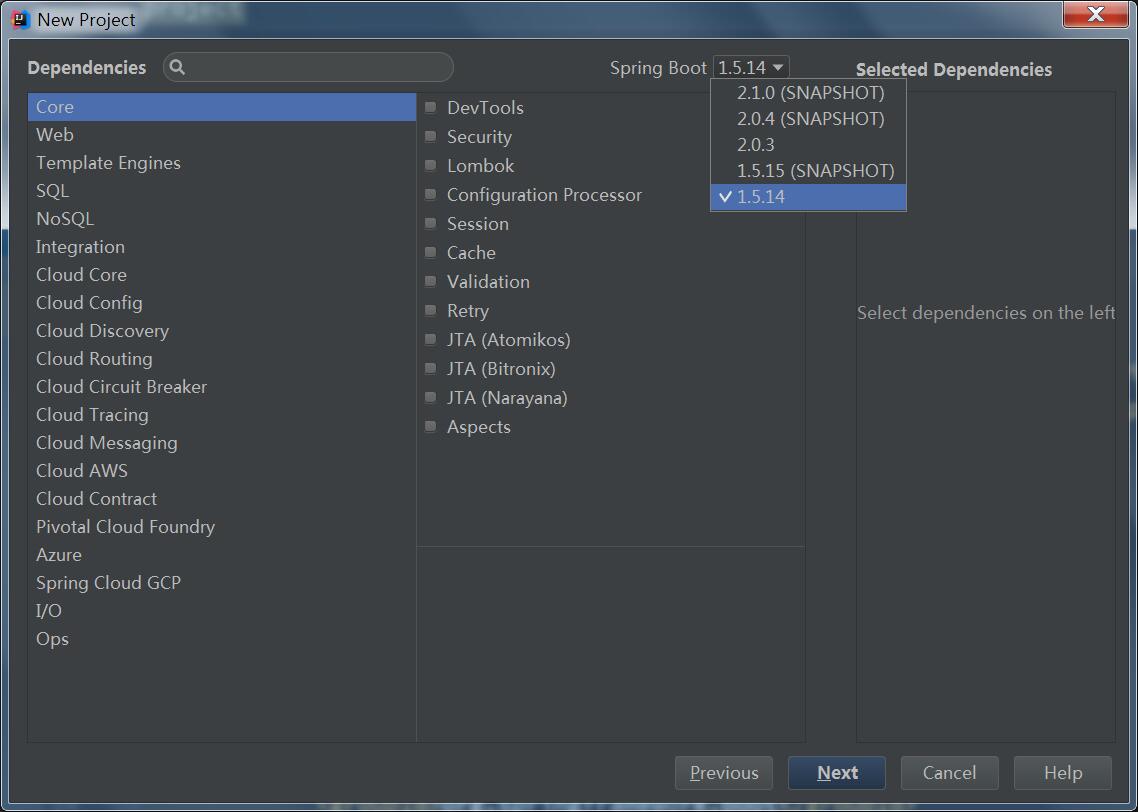 New Project
Dependencies
Spring Boot 1.5.14
Selected Dependencies
Core
Web
Template Engines
SQL
NoSQL
Integration
Cloud Core
Cloud Config
Cloud Discovery
Cloud Routing
Cloud Circuit Breaker
Cloud Tracing
Cloud Messaging
Cloud AWS
Cloud Contract
Pivotal Cloud Foundry
Azure
Spring Cloud GCP
I/O
Ops
DevTools
Security
Lombok
Configuration Processor
Session
Cache
Validation
Retry
JTA (Atomikos)
JTA (Bitronix)
JTA (Narayana)
Aspects
2.1.0 (SNAPSHOT)
2.0.4 (SNAPSHOT)
2.0.3
1.5.15 (SNAPSHOT)
1.5.14
Select dependencies on the left
Previous
Next
Cancel
Help